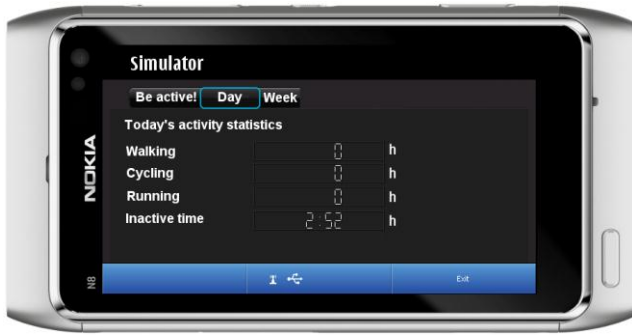 Simulator
Be active! Day Week
Today's activity statistics
Walking 0 h
Cycling 0 h
Running 0 h
Inactive time 2:52 h
Exit
NOKIA
N8